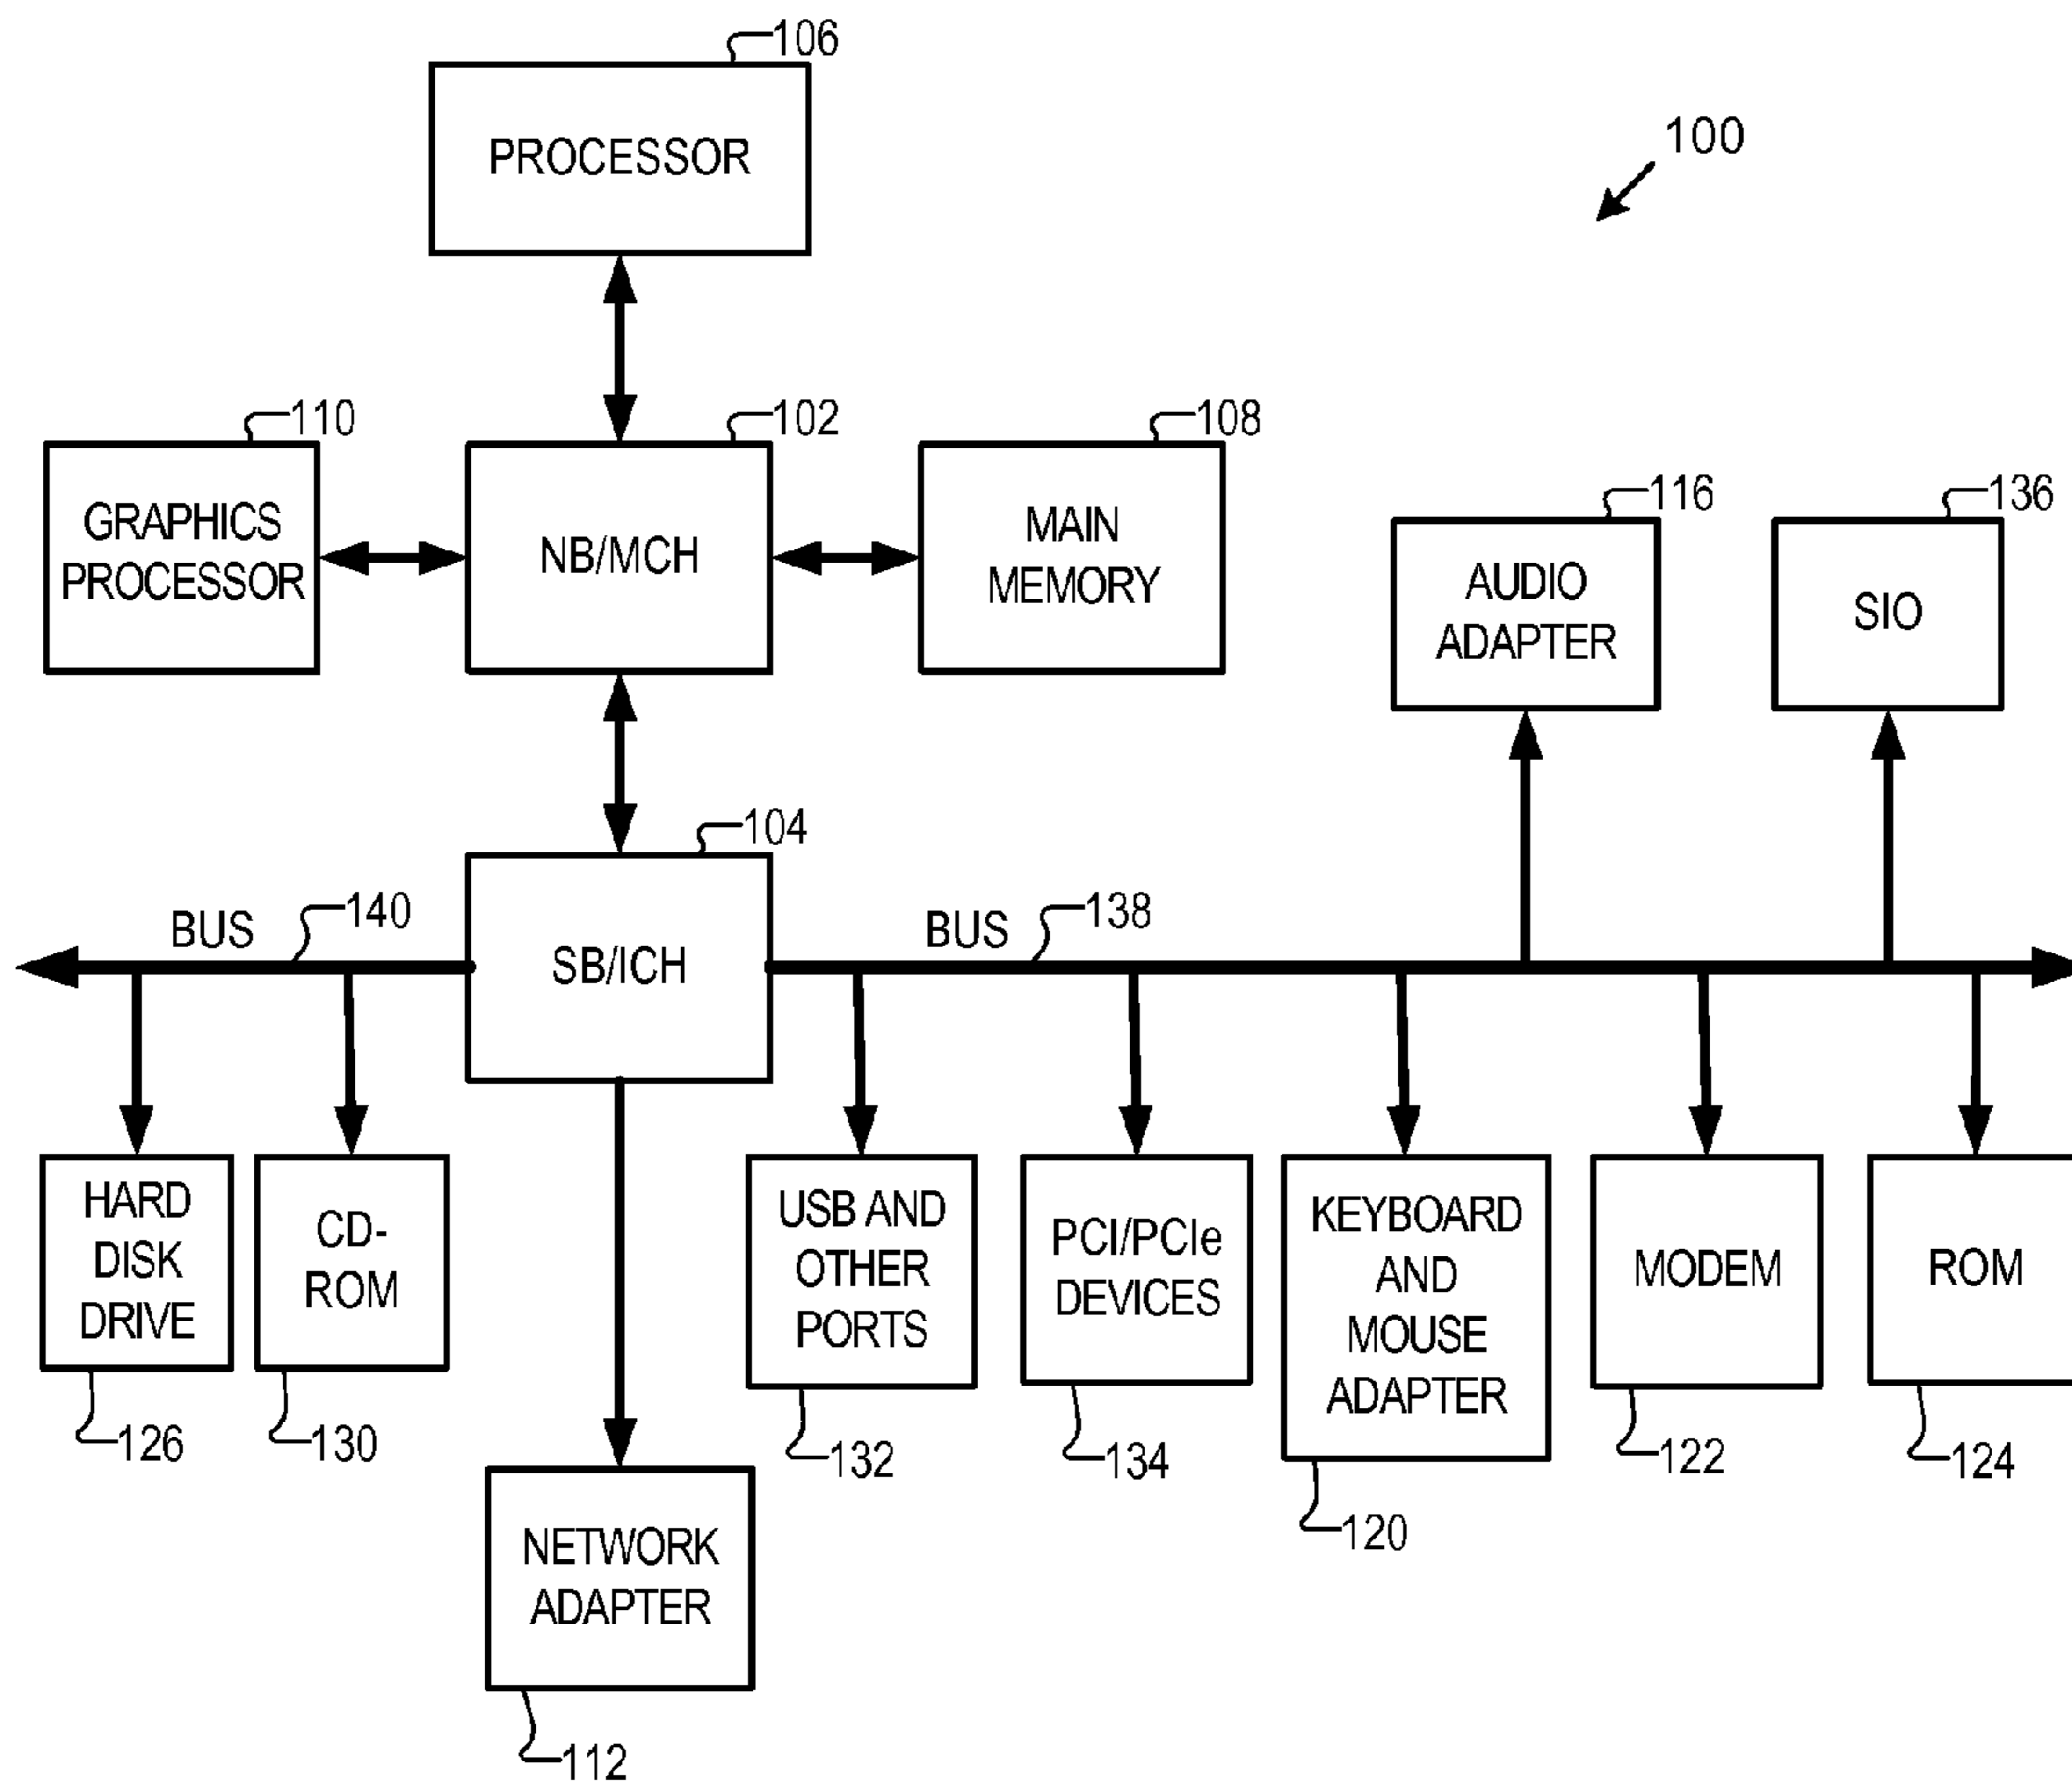 106
PROCESSOR
100
110
102
108
GRAPHICS
PROCESSOR
NB/MCH
MAIN
MEMORY
116
136
AUDIO
ADAPTER
SIO
104
BUS
140
SB/ICH
BUS
138
HARD
DISK
DRIVE
CD-
ROM
USB AND
OTHER
PORTS
PCI/PCIe
DEVICES
KEYBOARD
AND
MOUSE
ADAPTER
MODEM
ROM
126
130
132
134
120
122
124
NETWORK
ADAPTER
112